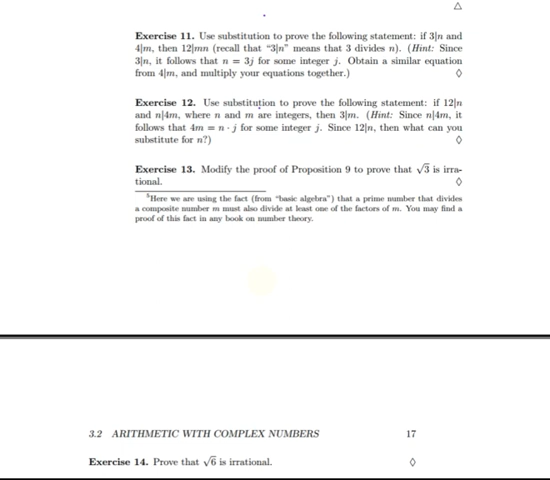 △
Exercise 11. Use substitution to prove the following statement: if 3|n and
4|m, then 12|mn (recall that “3|n” means that 3 divides n). (Hint: Since
3|n, it follows that n = 3j for some integer j. Obtain a similar equation
from 4|m, and multiply your equations together.) ◊
Exercise 12. Use substitution to prove the following statement: if 12|n
and n|4m, where n and m are integers, then 3|m. (Hint: Since n|4m, it
follows that 4m = n · j for some integer j. Since 12|n, then what can you
substitute for n?) ◊
Exercise 13. Modify the proof of Proposition 9 to prove that √3 is irra-
tional. ◊
⁵Here we are using the fact (from “basic algebra”) that a prime number that divides
a composite number m must also divide at least one of the factors of m. You may find a
proof of this fact in any book on number theory.
3.2 ARITHMETIC WITH COMPLEX NUMBERS 17
Exercise 14. Prove that √6 is irrational. ◊